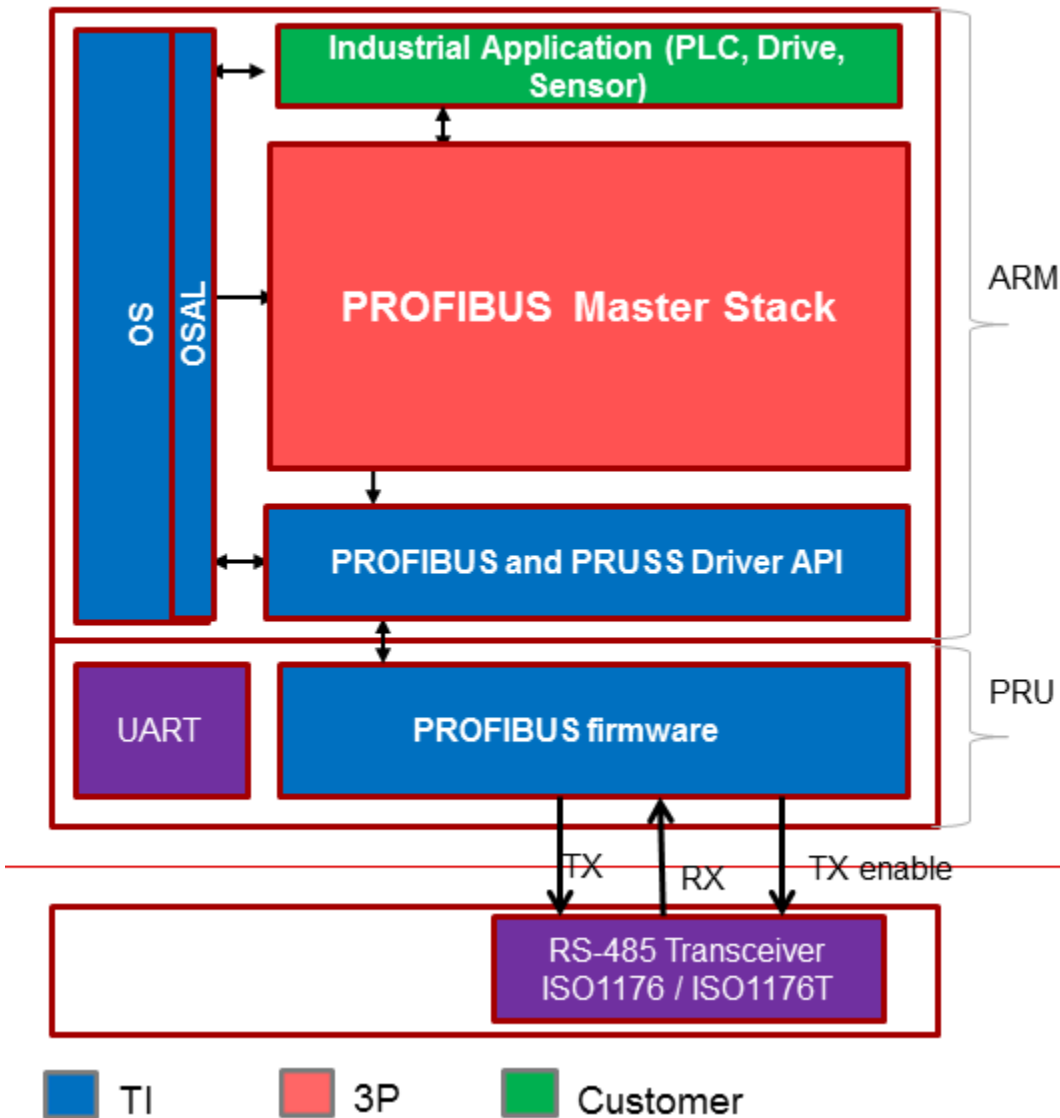 Industrial Application (PLC, Drive,
Sensor)
OS
OSAL
PROFIBUS Master Stack
ARM
PROFIBUS and PRUSS Driver API
UART
PROFIBUS firmware
PRU
TX
RX
TX enable
RS-485 Transceiver
ISO1176 / ISO1176T
TI
3P
Customer